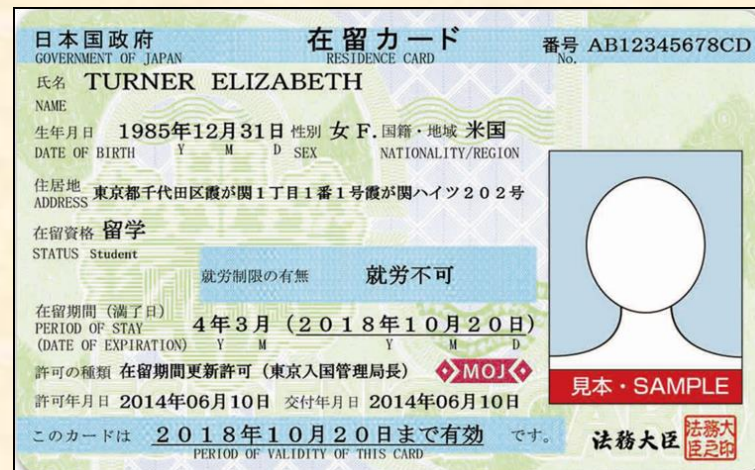 日本国政府 在留カード 番号 AB12345678CD
GOVERNMENT OF JAPAN RESIDENCE CARD No.
氏名 TURNER ELIZABETH
NAME
生年月日 1985年12月31日 性別 女 F. 国籍・地域 米国
DATE OF BIRTH Y M D SEX NATIONALITY/REGION
住居地 東京都千代田区霞が関1丁目1番1号霞が関ハイツ202号
ADDRESS
在留資格 留学
STATUS Student
就労制限の有無 就労不可
在留期間(満了日)
PERIOD OF STAY 4年3月(2018年10月20日)
(DATE OF EXPIRATION) Y M Y M D
許可の種類 在留期間更新許可(東京入国管理局長) MOJ
見本・SAMPLE
許可年月日 2014年06月10日 交付年月日 2014年06月10日
このカードは 2018年10月20日まで有効 です。
PERIOD OF VALIDITY OF THIS CARD
法務大臣 法務大臣之印